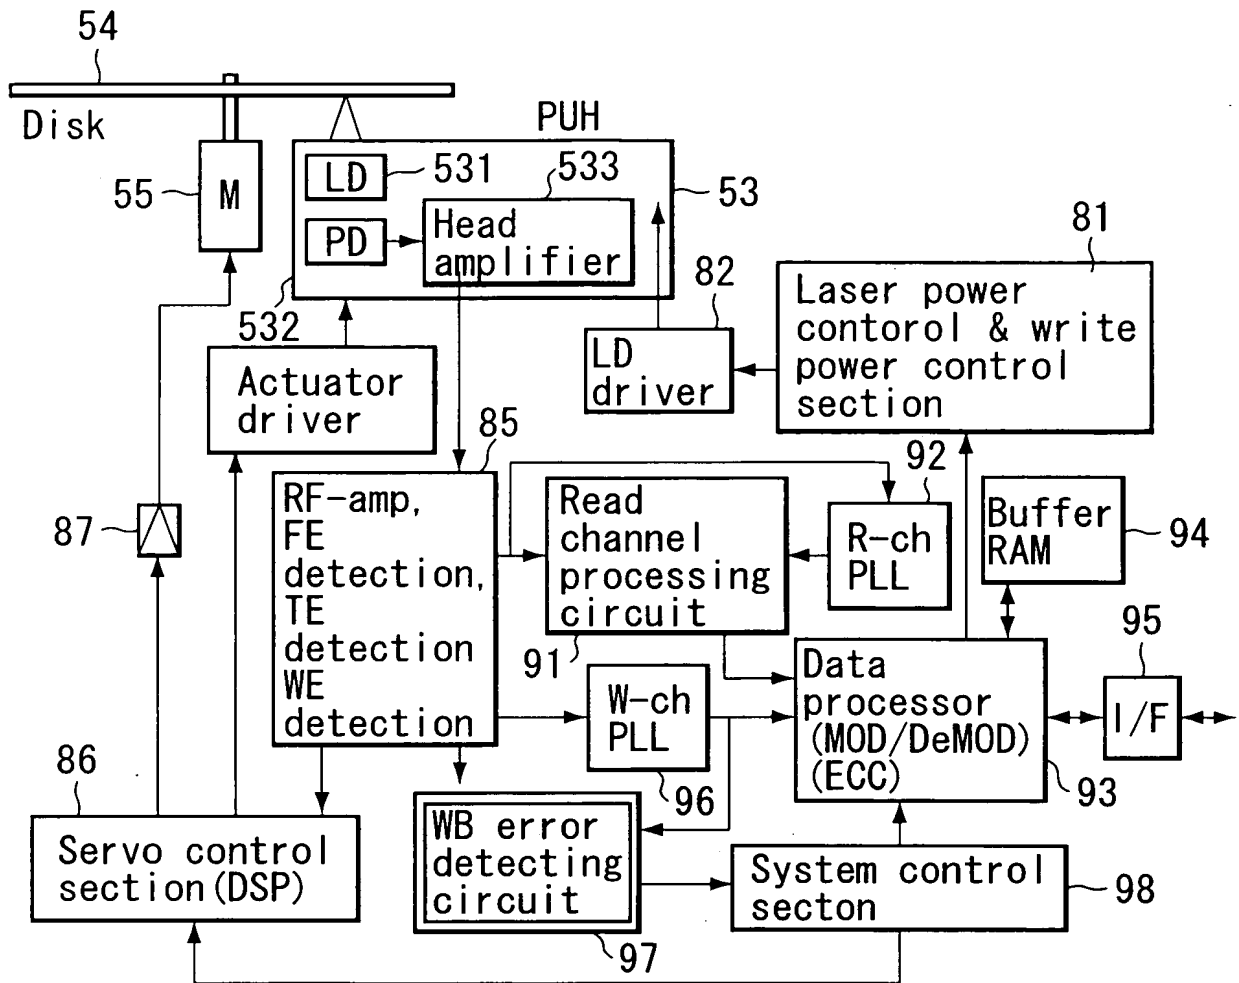 54
Disk
PUH
55
M
LD
531
533
53
PD
Head
amplifier
532
82
81
Laser power
contorol & write
power control
section
LD
driver
Actuator
driver
85
92
87
RF-amp,
FE
detection,
TE
detection
WE
detection
Read
channel
processing
circuit
R-ch
PLL
Buffer
RAM
94
91
W-ch
PLL
96
Data
processor
(MOD/DeMOD)
(ECC)
93
95
I/F
86
Servo control
section(DSP)
WB error
detecting
circuit
97
System control
secton
98